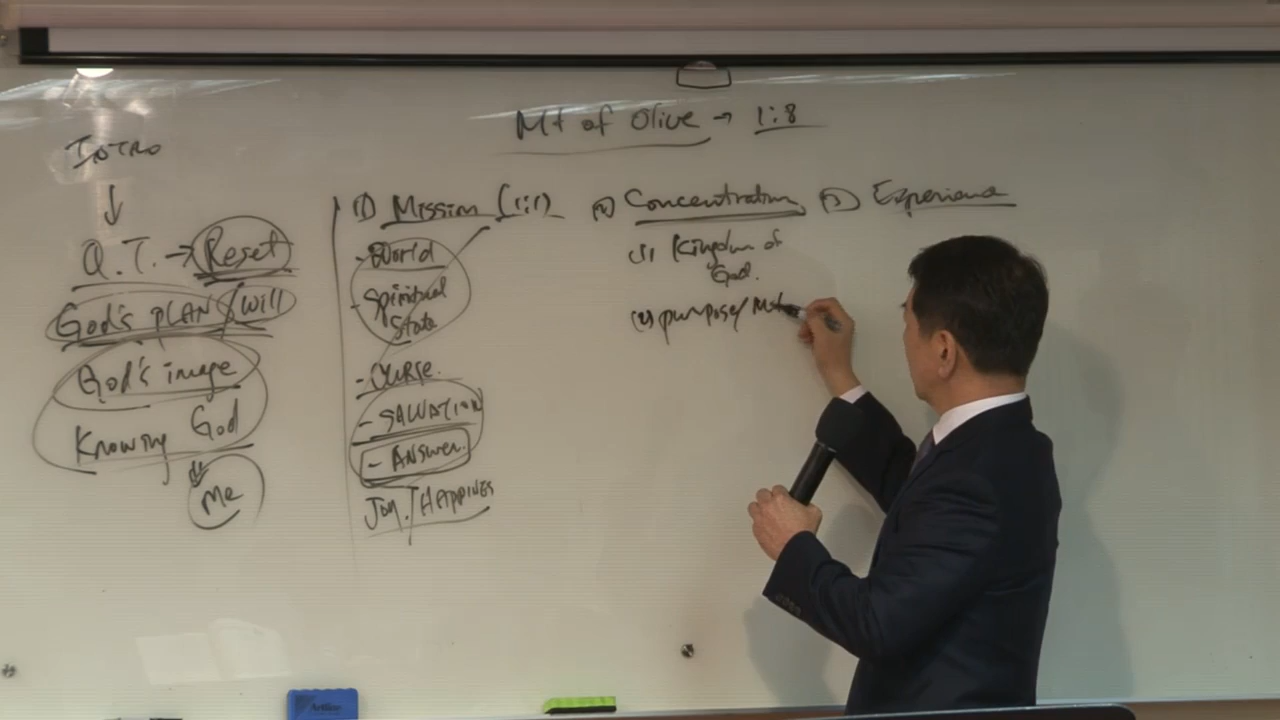 Mt of Olive → 1:8
INTRO
↓
Q.T. → Reset
God's PLAN / Will
God's image
Knowing God
Me
1) Mission (1:1)
- World
- Spiritual
State
- CURSE.
- SALVATION
- ANSWER.
JOY. / HAPPINES
2) Concentration
(1) Kingdom of
God.
(2) purpose/
3) Experience